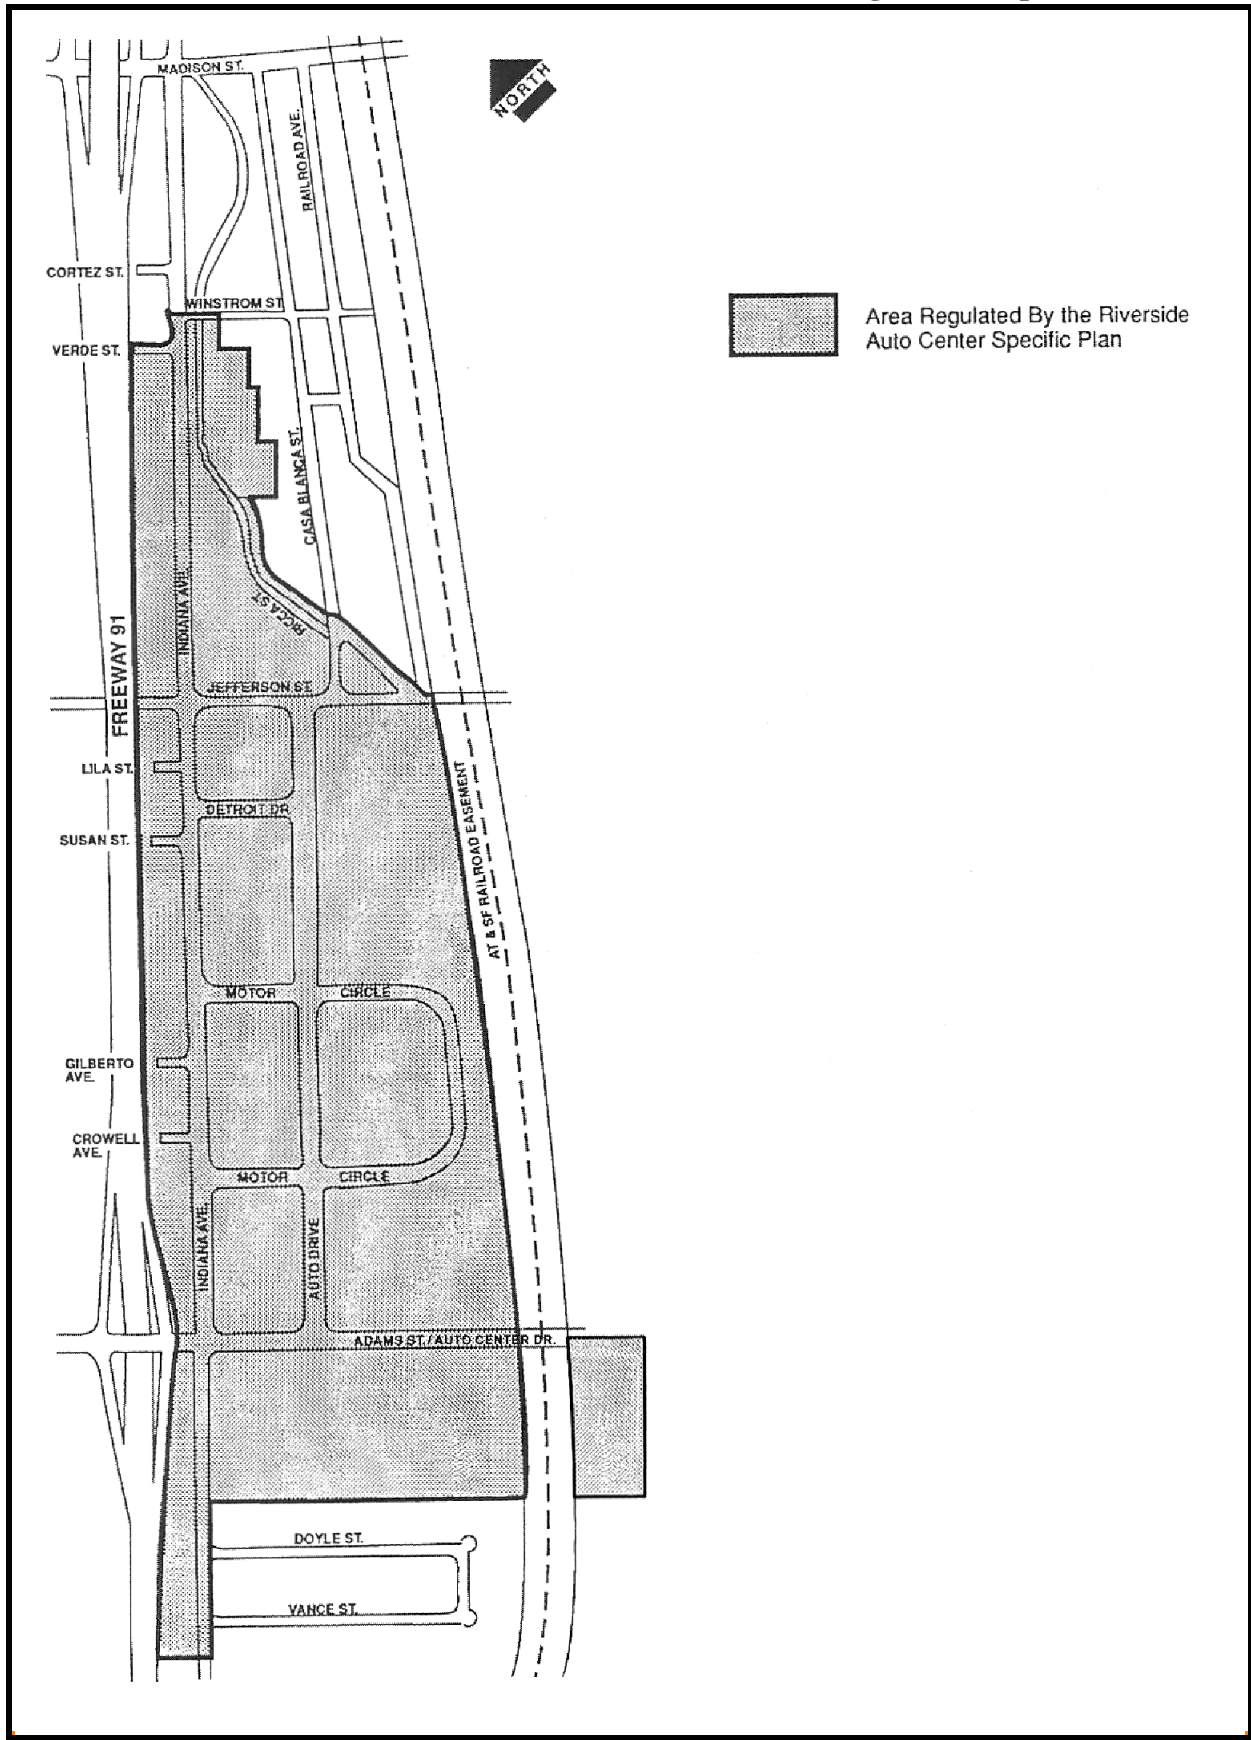 MADISON ST.
NORTH
RAILROAD AVE.
CORTEZ ST.
WINSTROM ST.
VERDE ST.
Area Regulated By the Riverside
Auto Center Specific Plan
CASA BLANCA ST.
INDIANA AVE.
RICCA ST.
FREEWAY 91
JEFFERSON ST.
LILA ST.
DETROIT DR.
SUSAN ST.
AT & SF RAILROAD EASEMENT
MOTOR CIRCLE
GILBERTO
AVE.
CROWELL
AVE.
MOTOR CIRCLE
INDIANA AVE.
AUTO DRIVE
ADAMS ST./AUTO CENTER DR.
DOYLE ST.
VANCE ST.